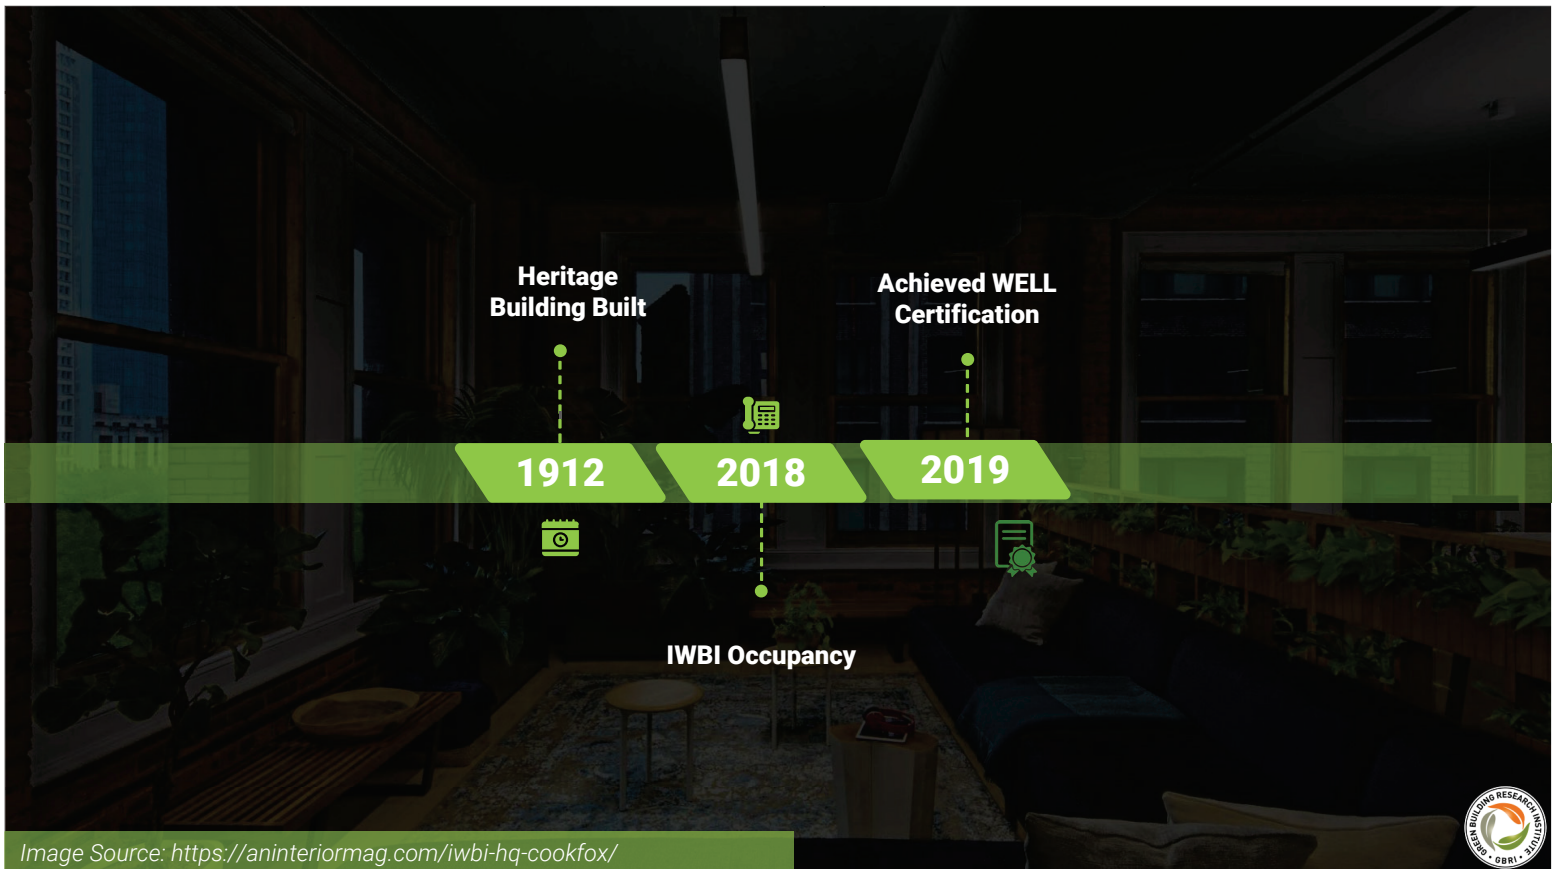 Heritage
Building Built
Achieved WELL
Certification
1912
2018
2019
IWBI Occupancy
Image Source: https://aninteriormag.com/iwbi-hq-cookfox/
GREEN BUILDING RESEARCH INSTITUTE
• GBRI •